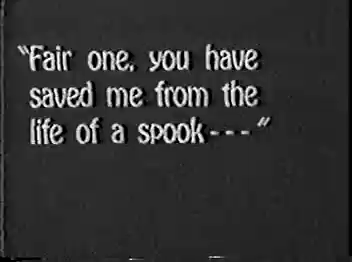 "Fair one, you have
saved me from the
life of a spook---"